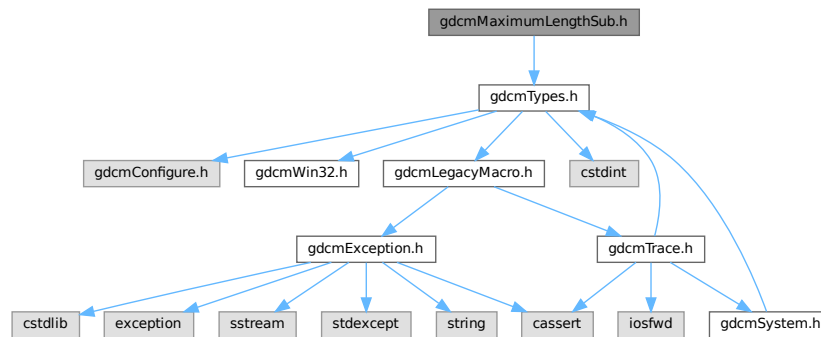 gdcmMaximumLengthSub.h
gdcmTypes.h
gdcmConfigure.h
gdcmWin32.h
gdcmLegacyMacro.h
cstdint
gdcmException.h
gdcmTrace.h
cstdlib
exception
sstream
stdexcept
string
cassert
iosfwd
gdcmSystem.h